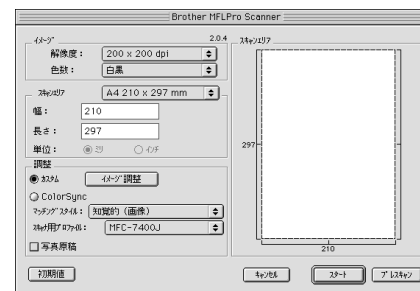 Brother MFLPro Scanner
ｲﾒｰｼﾞ 2.0.4
解像度： 200 x 200 dpi
色数： 白黒
ｽｷｬﾝｴﾘｱ A4 210 x 297 mm
幅： 210
長さ： 297
単位： ﾐﾘ ｲﾝﾁ
調整
ｶｽﾀﾑ ｲﾒｰｼﾞ調整
ColorSync
ﾏｯﾁﾝｸﾞｽﾀｲﾙ： 知覚的（画像）
ｽｷｬﾅ用ﾌﾟﾛﾌｧｲﾙ： MFC-7400J
写真原稿
初期値
ｽｷｬﾝｴﾘｱ
297
210
ｷｬﾝｾﾙ ｽﾀｰﾄ ﾌﾟﾚｽｷｬﾝ